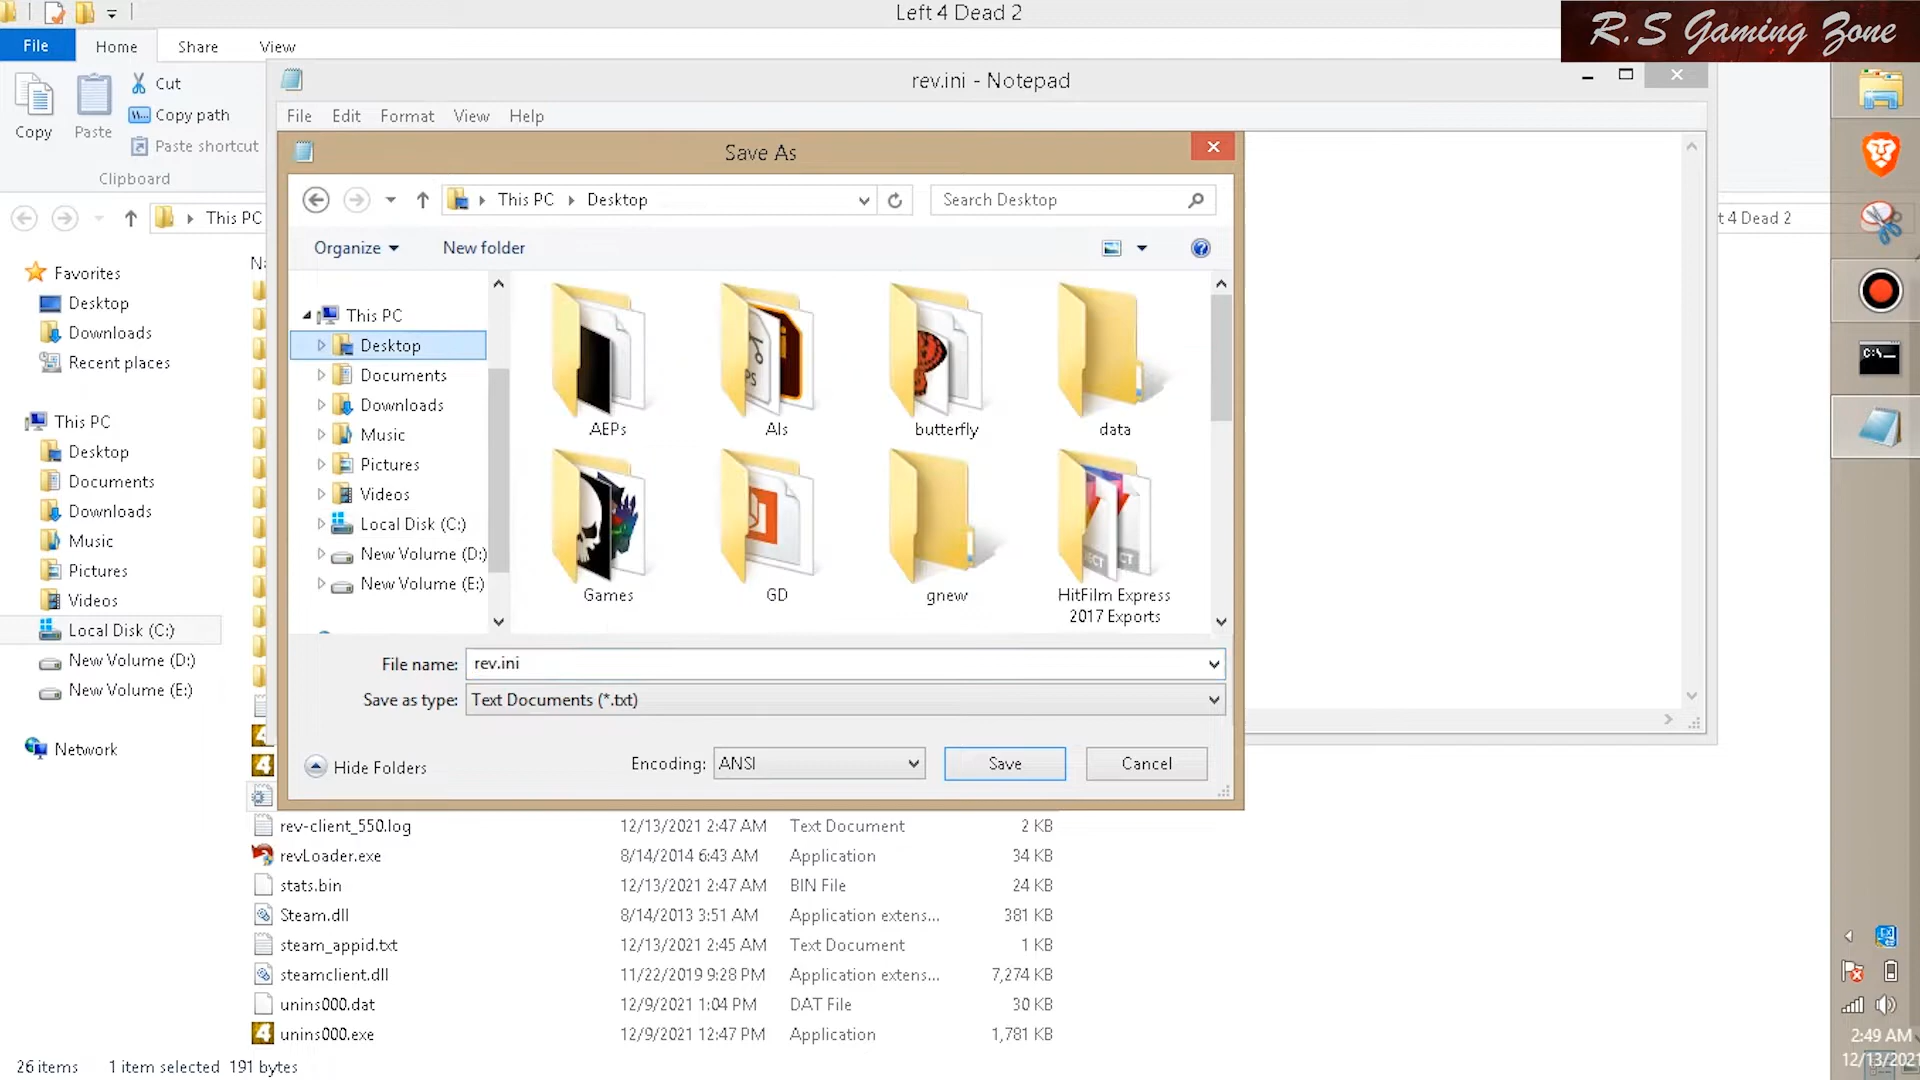 Left 4 Dead 2
R.S Gaming Zone
File
Home
Share
View
Copy
Paste
Cut
Copy path
Paste shortcut
Clipboard
rev.ini - Notepad
File
Edit
Format
View
Help
Save As
This PC
Desktop
Search Desktop
Organize
New folder
This PC
t 4 Dead 2
Favorites
Desktop
Downloads
Recent places
This PC
Desktop
Documents
Downloads
Music
Pictures
Videos
Local Disk (C:)
New Volume (D:)
New Volume (E:)
Network
This PC
Desktop
Documents
Downloads
Music
Pictures
Videos
Local Disk (C:)
New Volume (D:)
New Volume (E:)
AEPs
AIs
butterfly
data
Games
GD
gnew
HitFilm Express
2017 Exports
File name:
rev.ini
Save as type:
Text Documents (*.txt)
Hide Folders
Encoding:
ANSI
Save
Cancel
rev-client_550.log 12/13/2021 2:47 AM Text Document 2 KB
revLoader.exe 8/14/2014 6:43 AM Application 34 KB
stats.bin 12/13/2021 2:47 AM BIN File 24 KB
Steam.dll 8/14/2013 3:51 AM Application extens... 381 KB
steam_appid.txt 12/13/2021 2:45 AM Text Document 1 KB
steamclient.dll 11/22/2019 9:28 PM Application extens... 7,274 KB
unins000.dat 12/9/2021 1:04 PM DAT File 30 KB
unins000.exe 12/9/2021 12:47 PM Application 1,781 KB
26 items
1 item selected 191 bytes
2:49 AM
12/13/2021